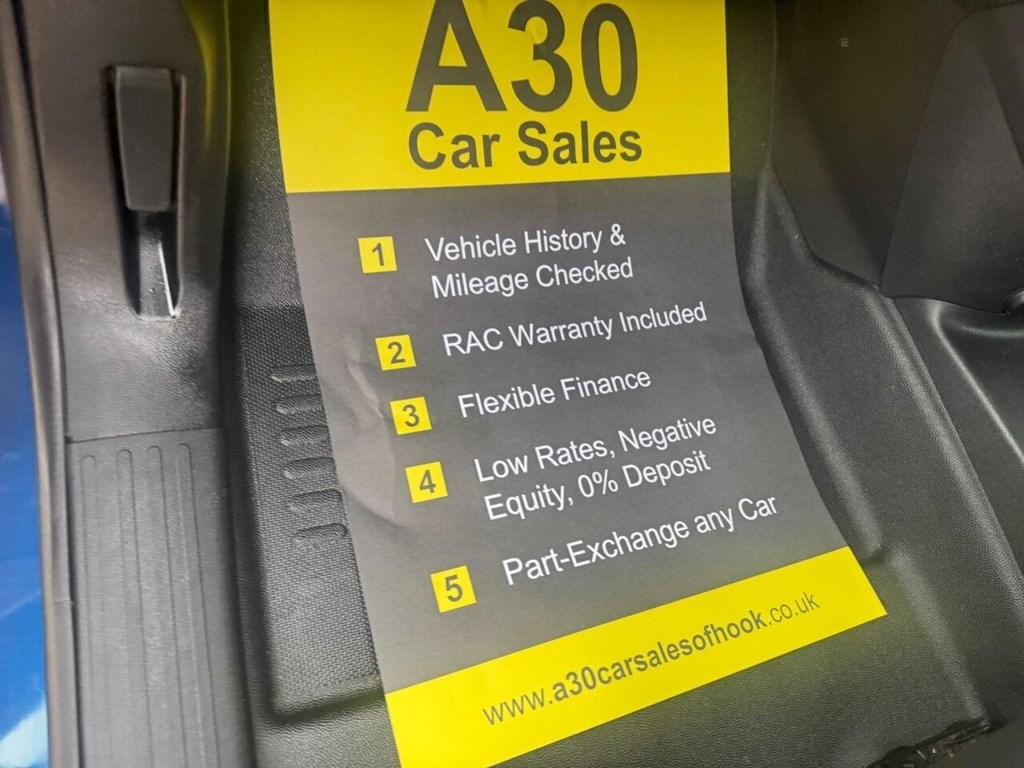 A30
Car Sales
1 Vehicle History &
Mileage Checked
2 RAC Warranty Included
3 Flexible Finance
4 Low Rates, Negative
Equity, 0% Deposit
5 Part-Exchange any Car
www.a30carsalesofhook.co.uk